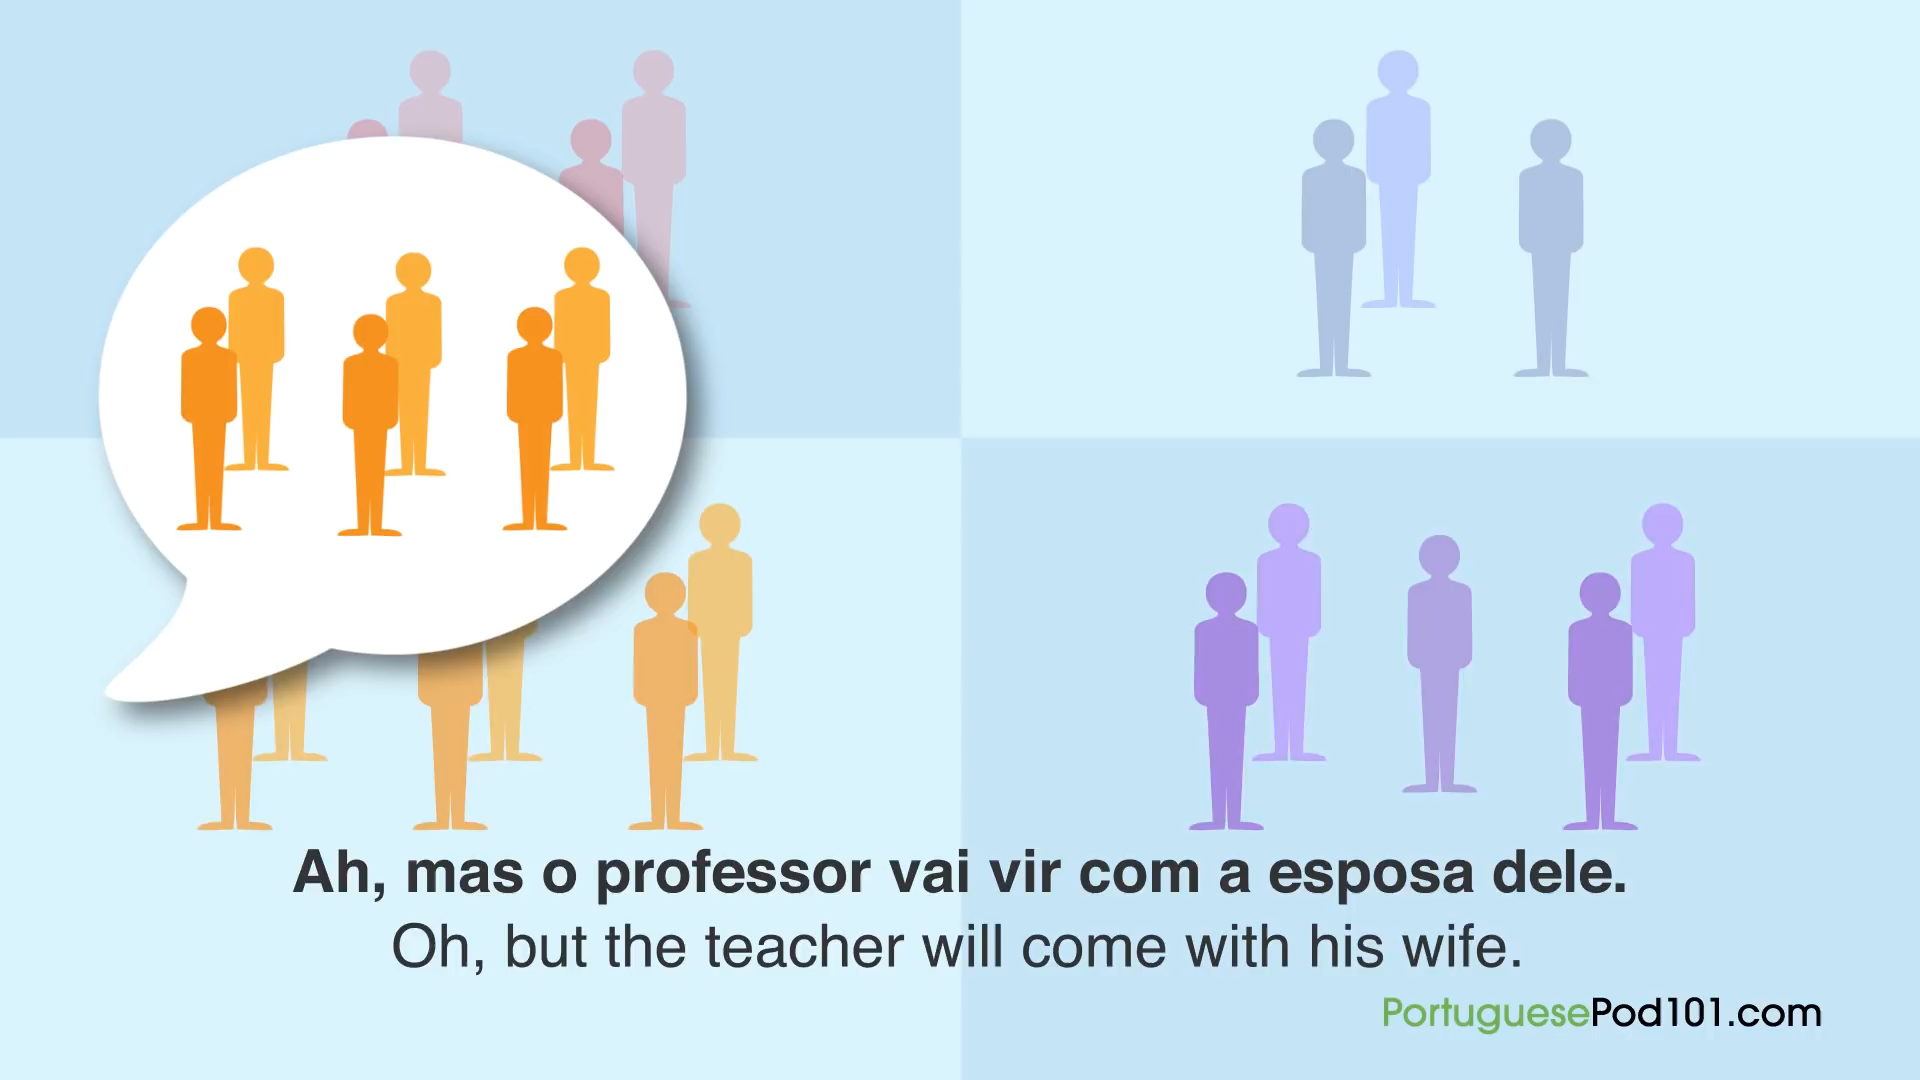 Ah, mas o professor vai vir com a esposa dele.
Oh, but the teacher will come with his wife.
PortuguesePod101.com